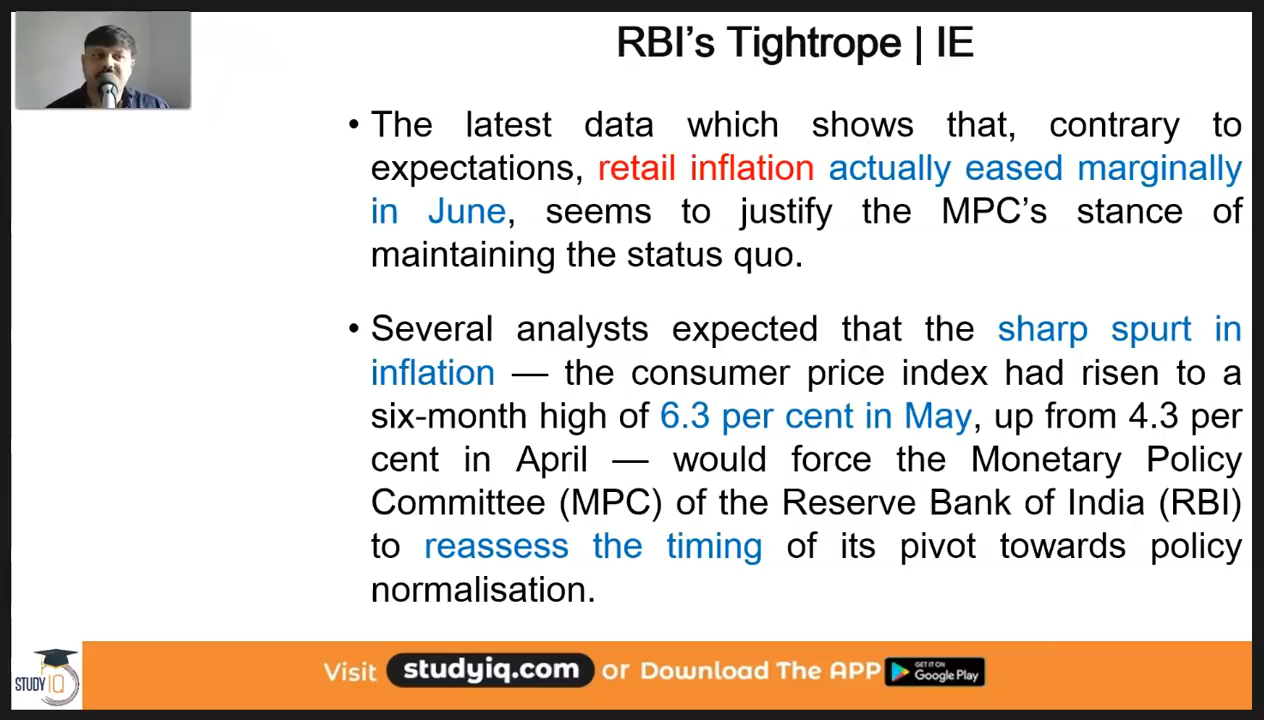 RBI's Tightrope | IE
• The latest data which shows that, contrary to
expectations, retail inflation actually eased marginally
in June, seems to justify the MPC's stance of
maintaining the status quo.
• Several analysts expected that the sharp spurt in
inflation — the consumer price index had risen to a
six-month high of 6.3 per cent in May, up from 4.3 per
cent in April — would force the Monetary Policy
Committee (MPC) of the Reserve Bank of India (RBI)
to reassess the timing of its pivot towards policy
normalisation.
STUDY IQ
Visit studyiq.com or Download The APP GET IT ON Google Play